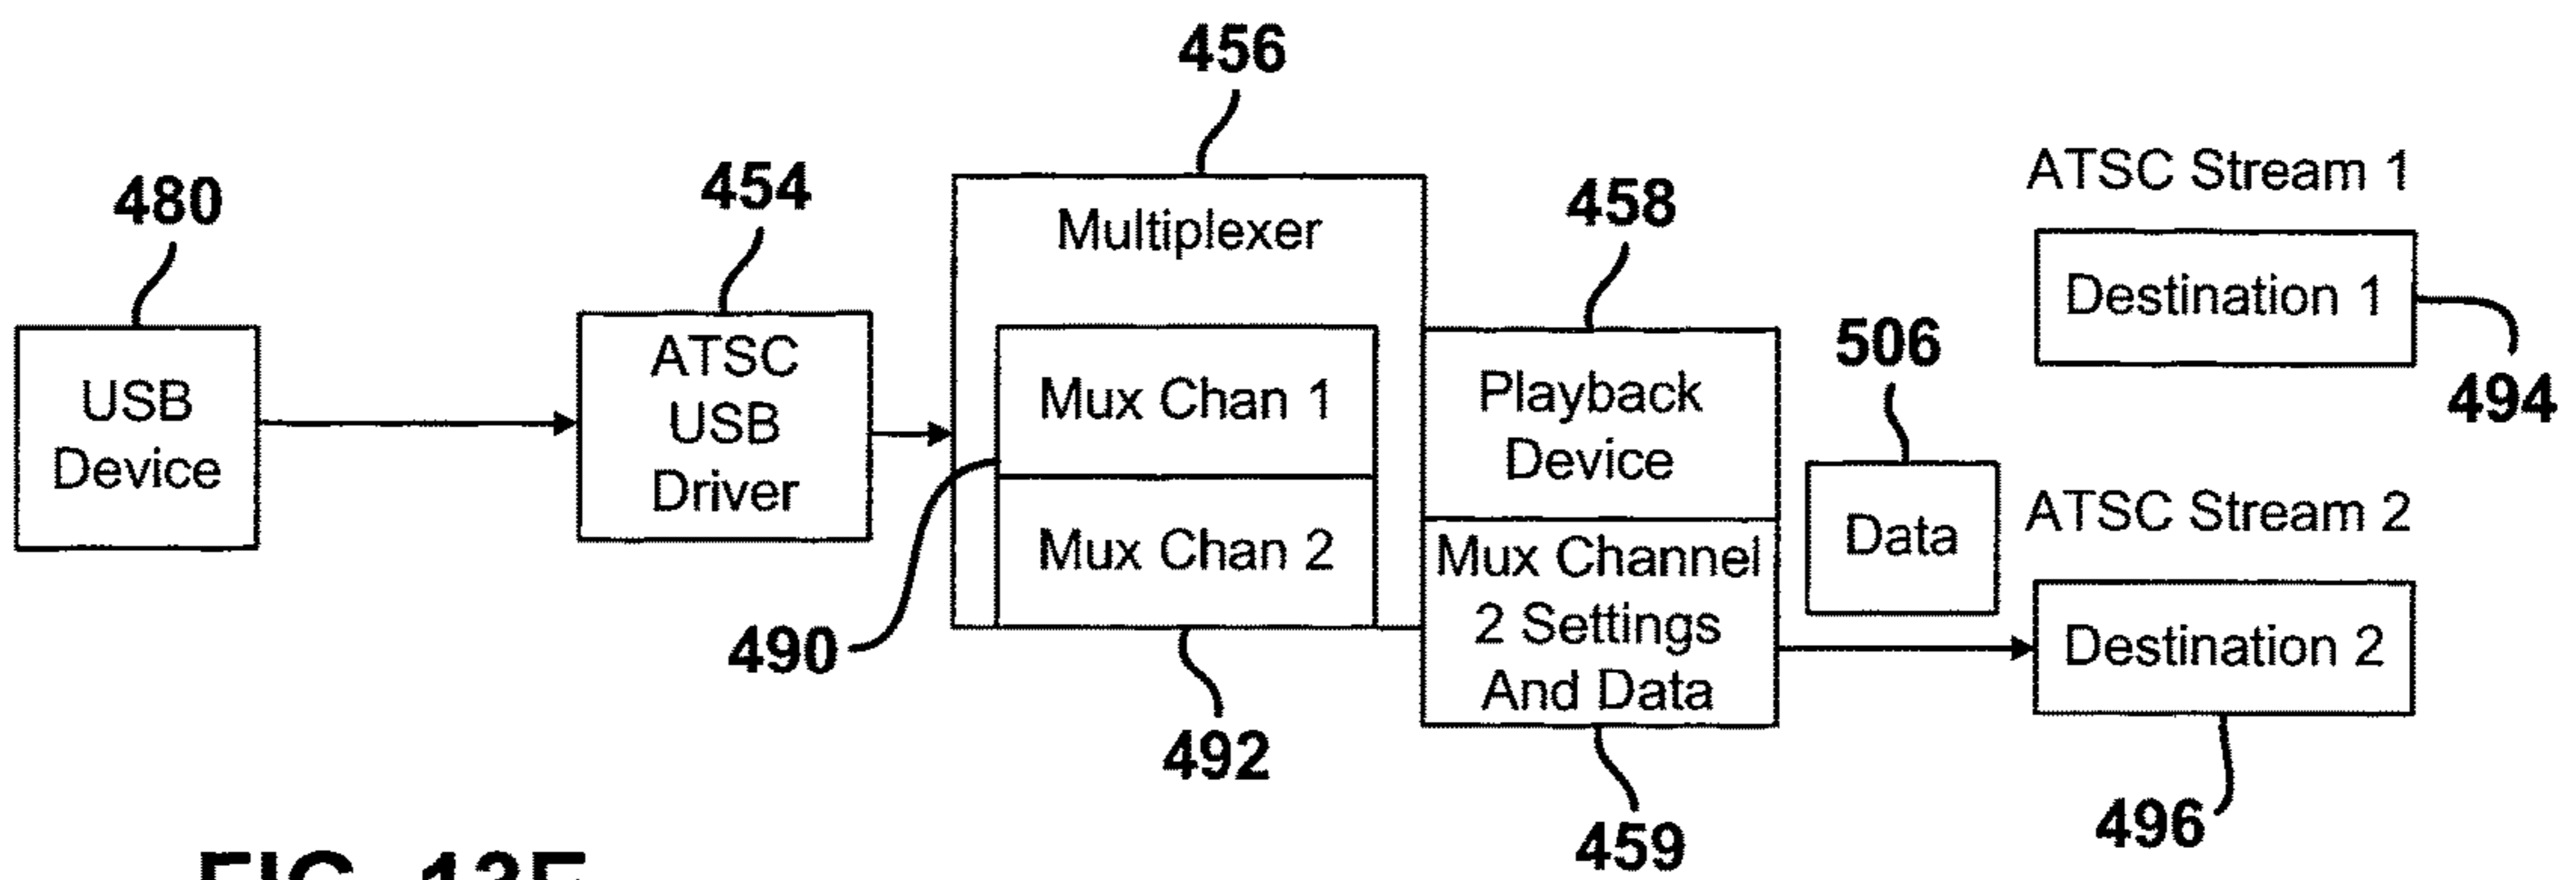 456
454
480
458
ATSC Stream 1
Multiplexer
Destination 1
506
494
USB
Device
ATSC
USB
Driver
Mux Chan 1
Mux Chan 2
Playback
Device
Mux Channel
2 Settings
And Data
Data
ATSC Stream 2
Destination 2
490
492
459
496